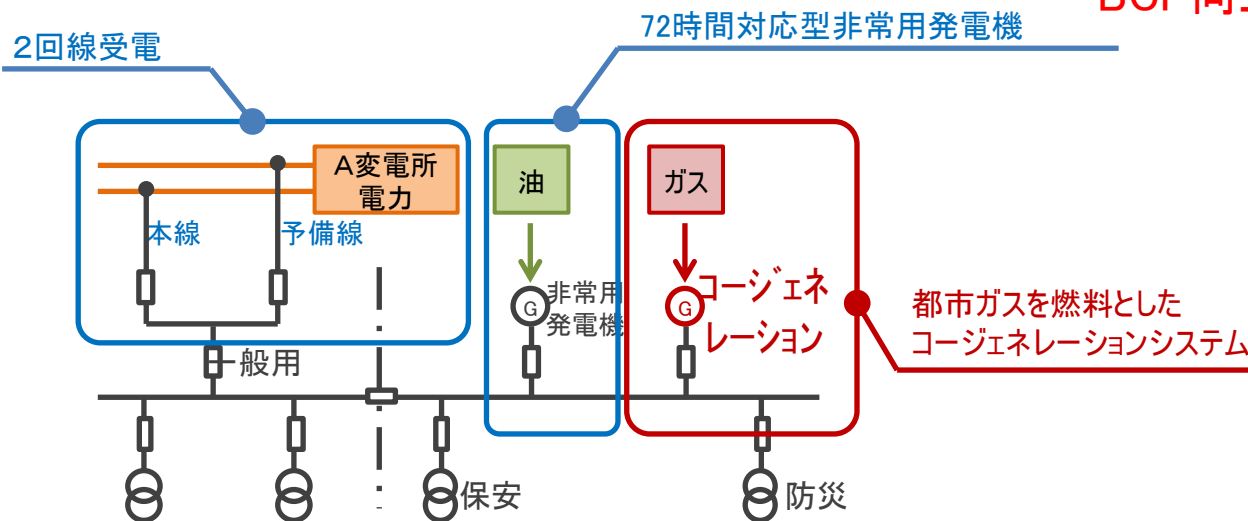 BCP
72時間対応型非常用発電機
２回線受電
A変電所
電力
油
ガス
本線
予備線
G
非常用
発電機
G
コージェネ
レーション
都市ガスを燃料とした
コージェネレーションシステム
一般用
保安
防災